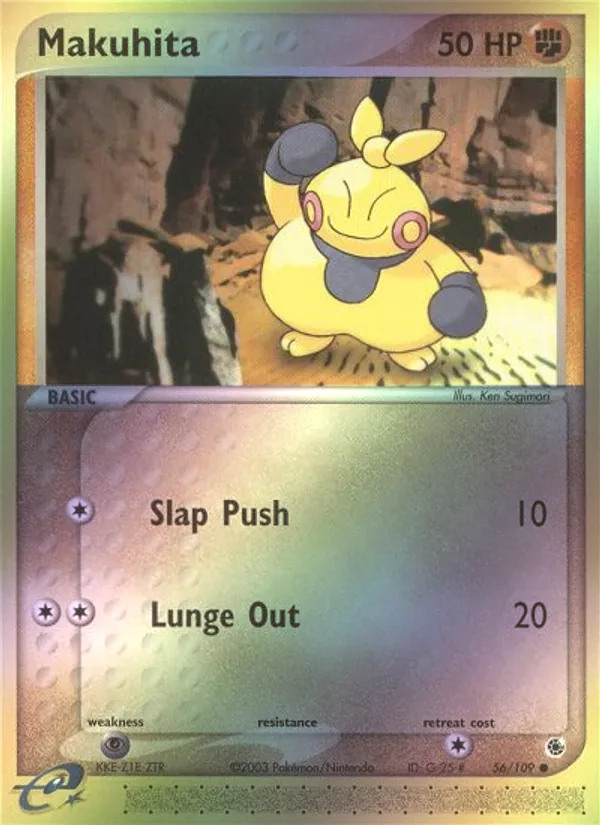 Makuhita 50 HP
BASIC Illus. Ken Sugimori
Slap Push 10
Lunge Out 20
weakness resistance retreat cost
KKE-Z1E-ZTR ©2003 Pokémon/Nintendo ID: G-25-# 56/109
e